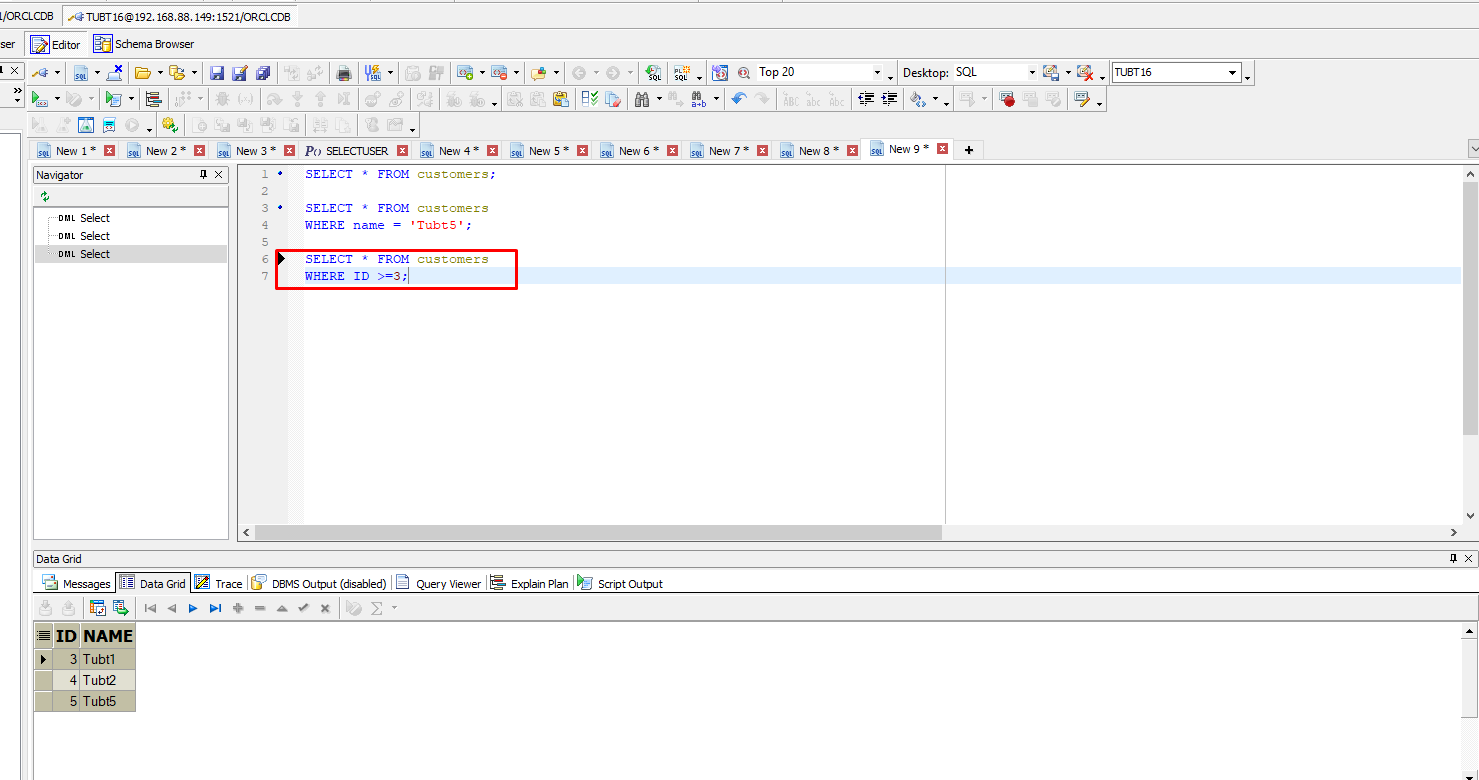 /ORCLCDB TUBT16@192.168.88.149:1521/ORCLCDB
ser Editor Schema Browser
Top 20 Desktop: SQL TUBT16
New 1 * New 2 * New 3 * SELECTUSER New 4 * New 5 * New 6 * New 7 * New 8 * New 9 *
Navigator
DML Select
DML Select
DML Select
1 SELECT * FROM customers;
2
3 SELECT * FROM customers
4 WHERE name = 'Tubt5';
5
6 SELECT * FROM customers
7 WHERE ID >=3;
Data Grid
Messages Data Grid Trace DBMS Output (disabled) Query Viewer Explain Plan Script Output
ID NAME
3 Tubt1
4 Tubt2
5 Tubt5